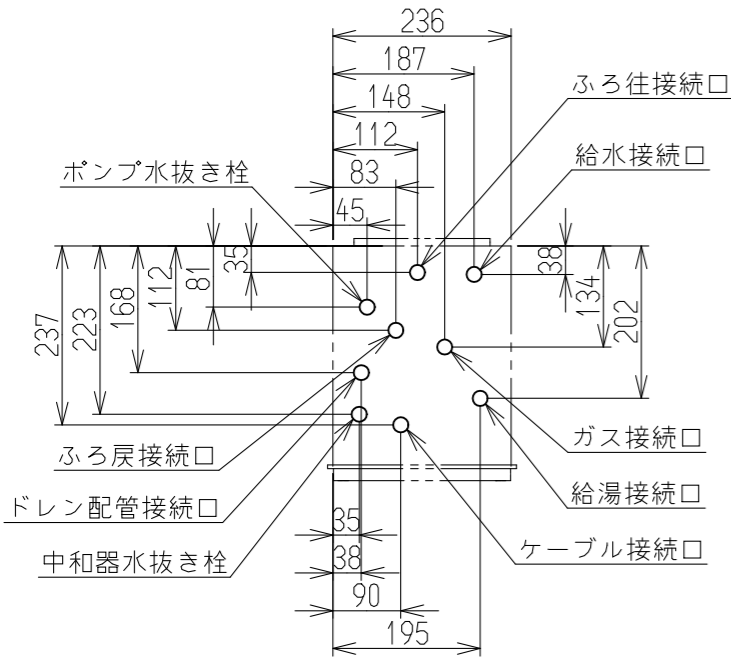 236
187
ふろ往接続口
148
112
給水接続口
83
ポンプ水抜き栓
45
35
38
81
112
134
168
202
223
237
ガス接続口
ふろ戻接続口
給湯接続口
ドレン配管接続口
35
ケーブル接続口
中和器水抜き栓
38
90
195